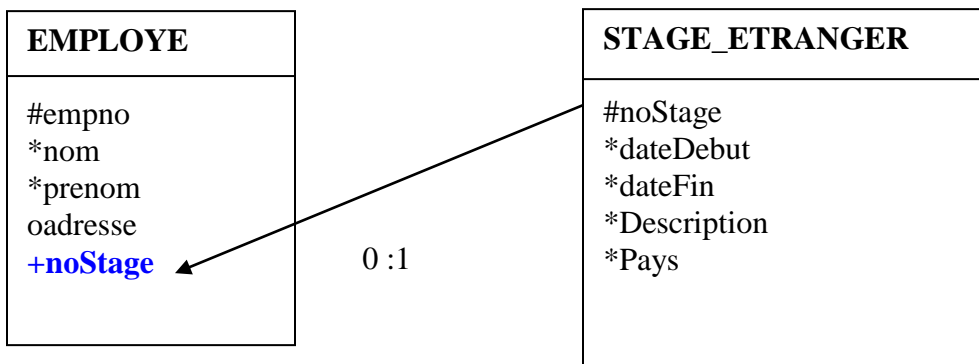 EMPLOYE
#empno
*nom
*prenom
oadresse
+noStage
0 :1
STAGE_ETRANGER
#noStage
*dateDebut
*dateFin
*Description
*Pays